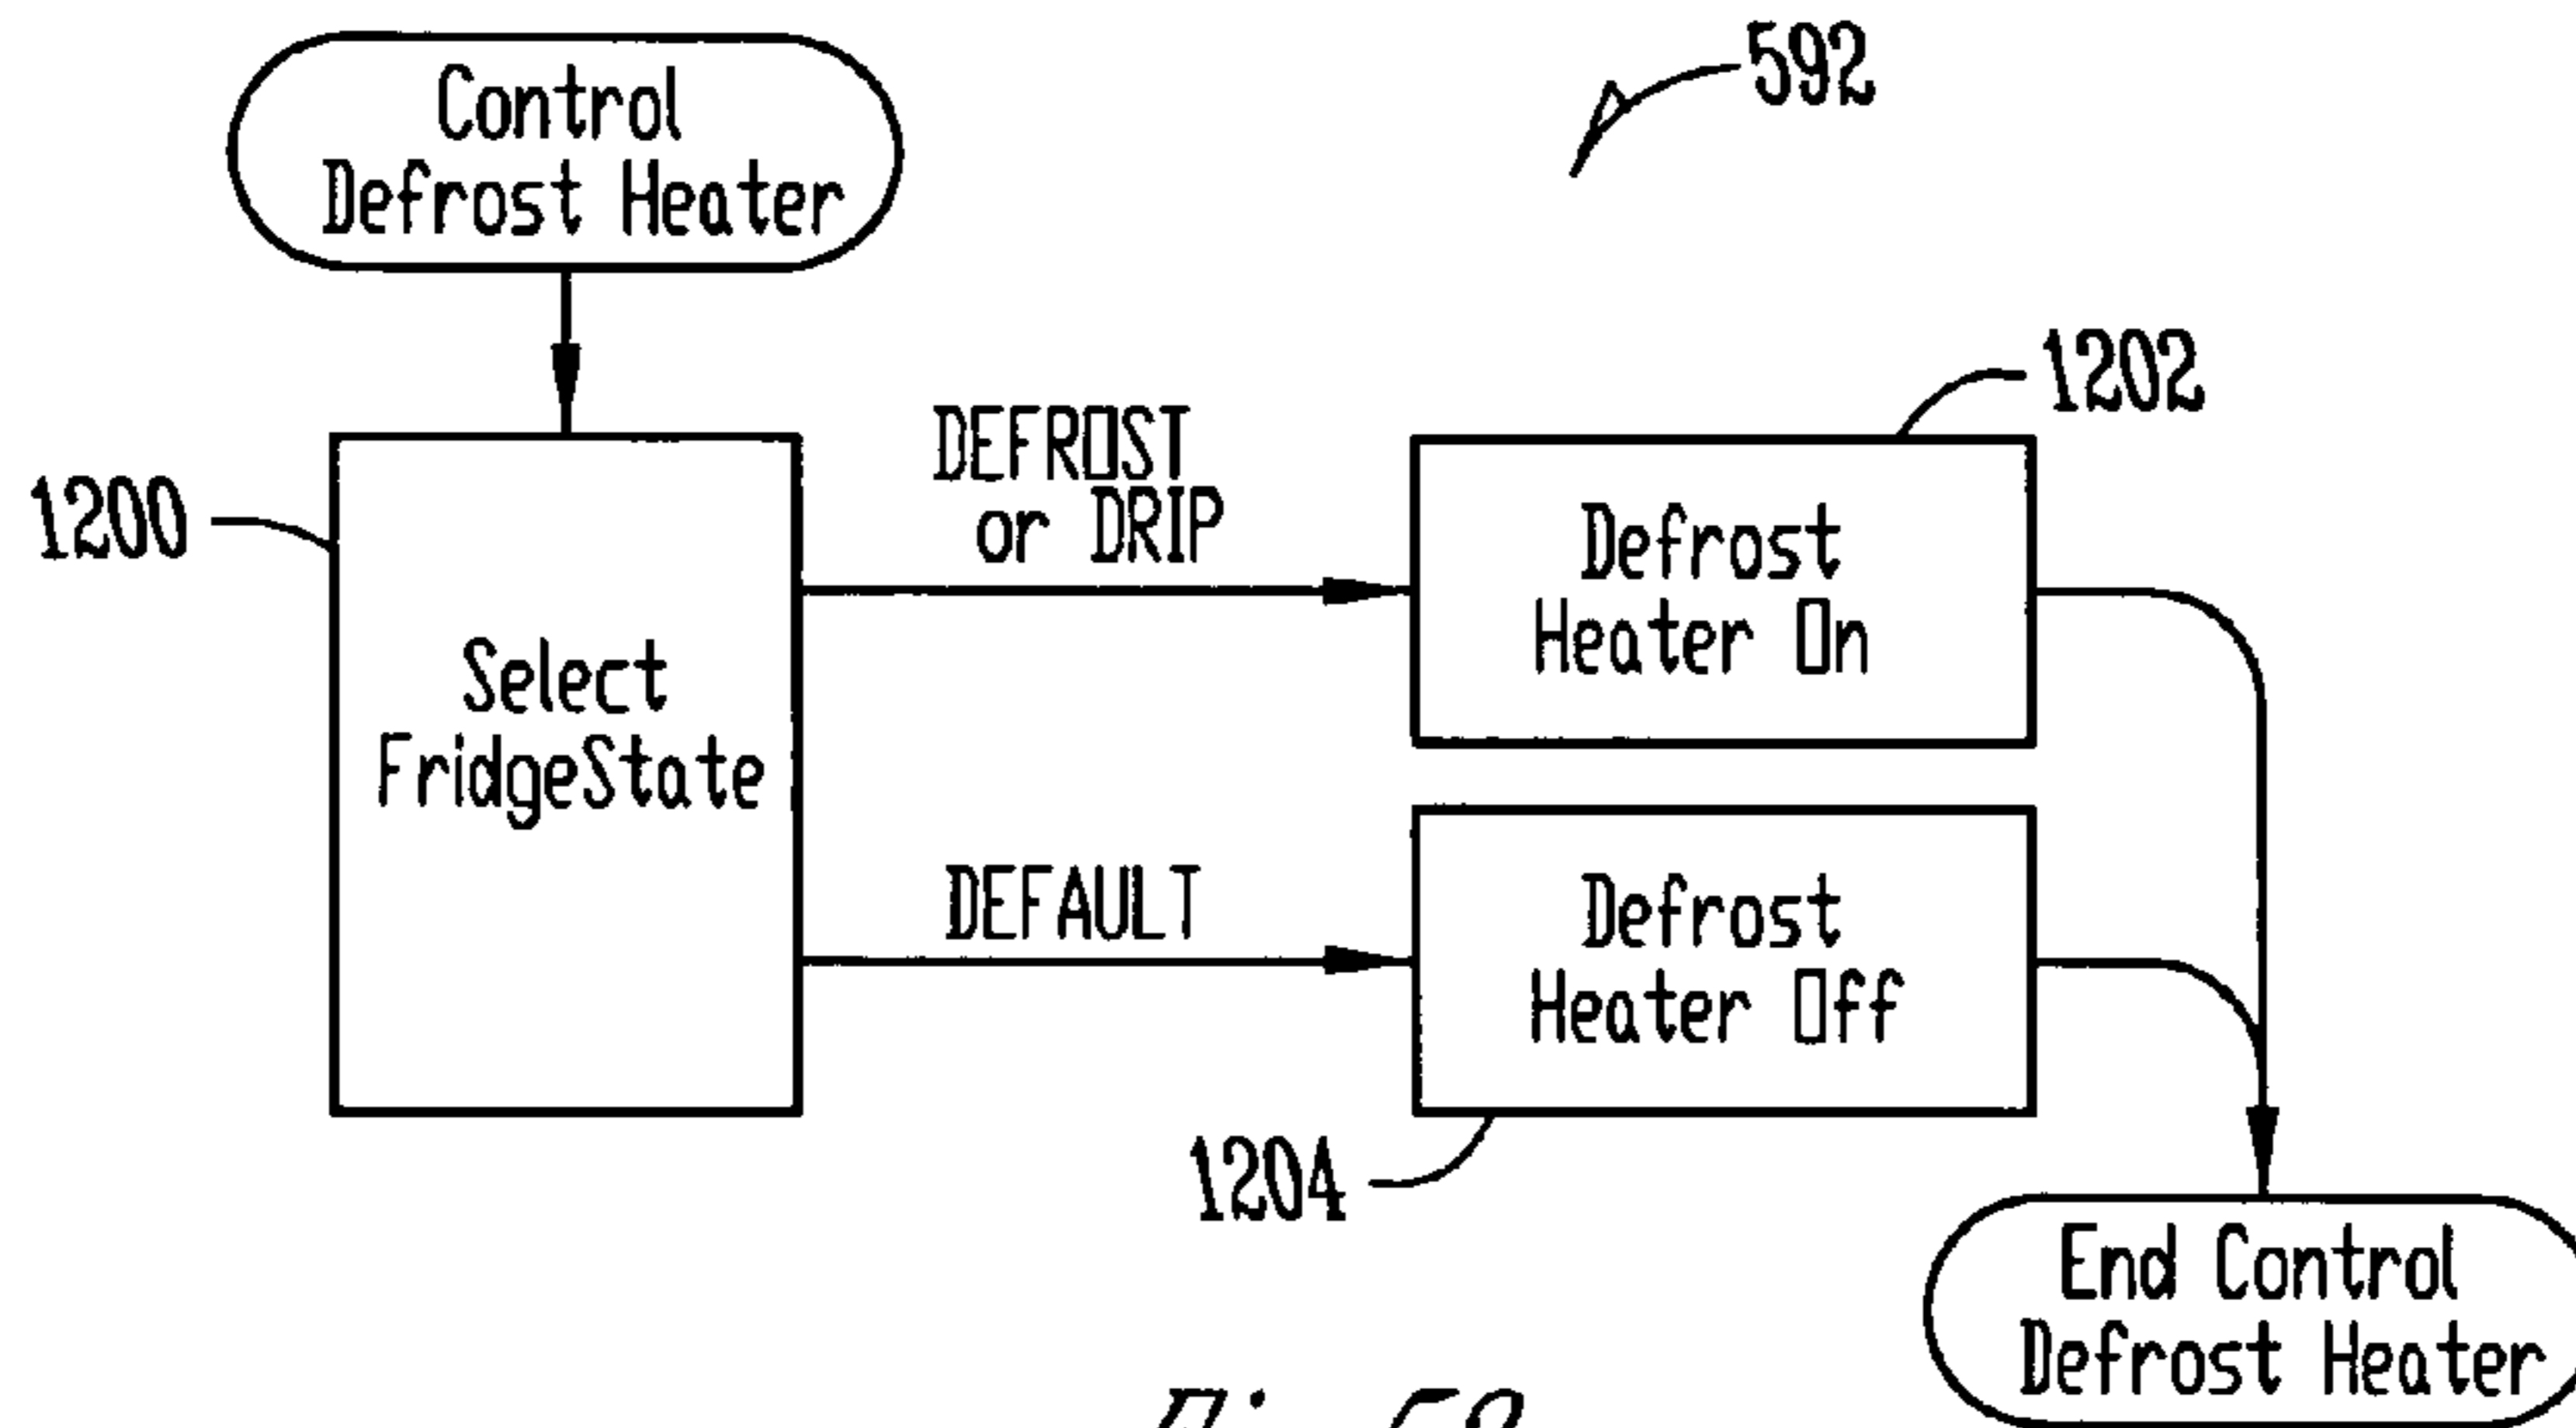 Control
Defrost Heater
592
1200
Select
FridgeState
DEFROST
or DRIP
1202
Defrost
Heater On
DEFAULT
Defrost
Heater Off
1204
End Control
Defrost Heater